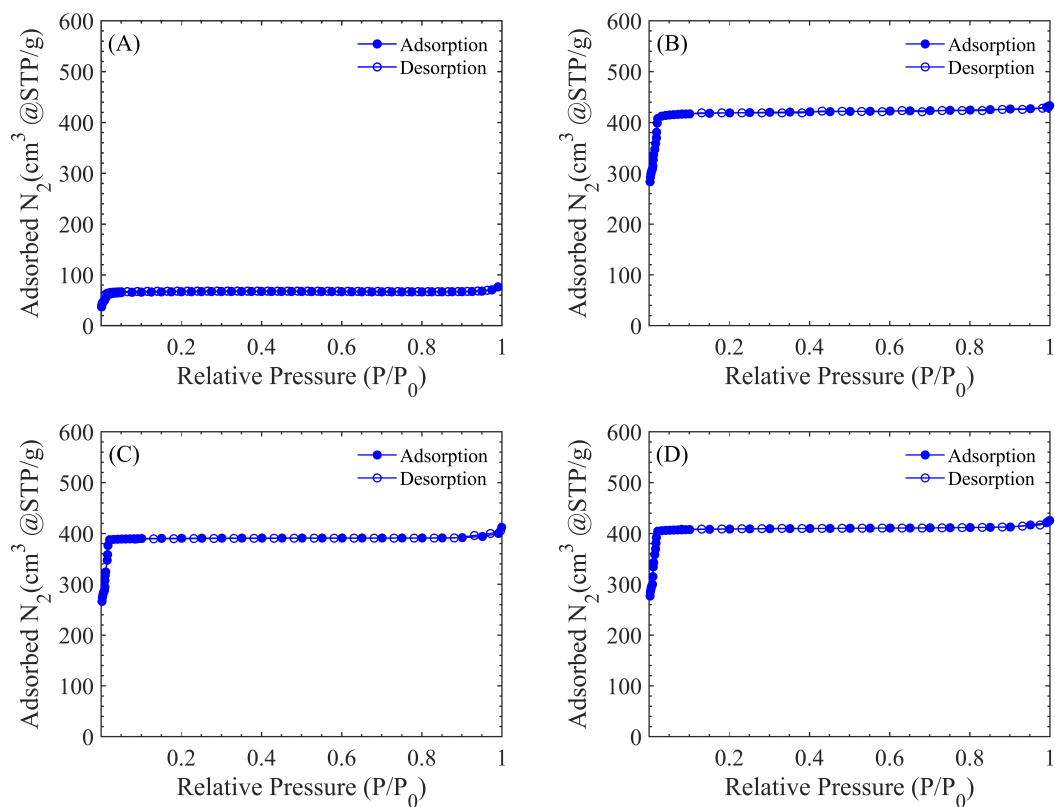 (A)
Adsorption
Desorption
600
500
400
300
200
100
0
0.2
0.4
0.6
0.8
1
Adsorbed N₂(cm³ @STP/g)
Relative Pressure (P/P₀)
(B)
Adsorption
Desorption
600
500
400
300
200
100
0
0.2
0.4
0.6
0.8
1
Adsorbed N₂(cm³ @STP/g)
Relative Pressure (P/P₀)
(C)
Adsorption
Desorption
600
500
400
300
200
100
0
0.2
0.4
0.6
0.8
1
Adsorbed N₂(cm³ @STP/g)
Relative Pressure (P/P₀)
(D)
Adsorption
Desorption
600
500
400
300
200
100
0
0.2
0.4
0.6
0.8
1
Adsorbed N₂(cm³ @STP/g)
Relative Pressure (P/P₀)